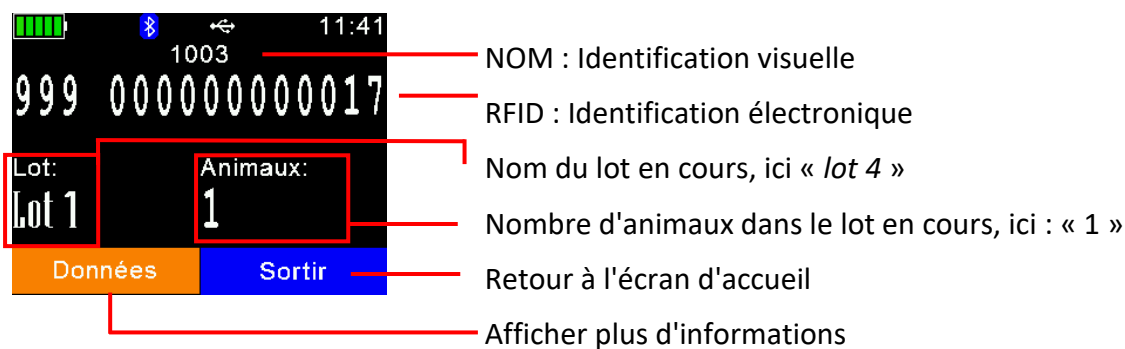 11:41
1003
NOM : Identification visuelle
999 000000000017
RFID : Identification électronique
Lot:
Animaux:
Nom du lot en cours, ici « lot 4 »
Lot 1
1
Nombre d'animaux dans le lot en cours, ici : « 1 »
Données
Sortir
Retour à l'écran d'accueil
Afficher plus d'informations